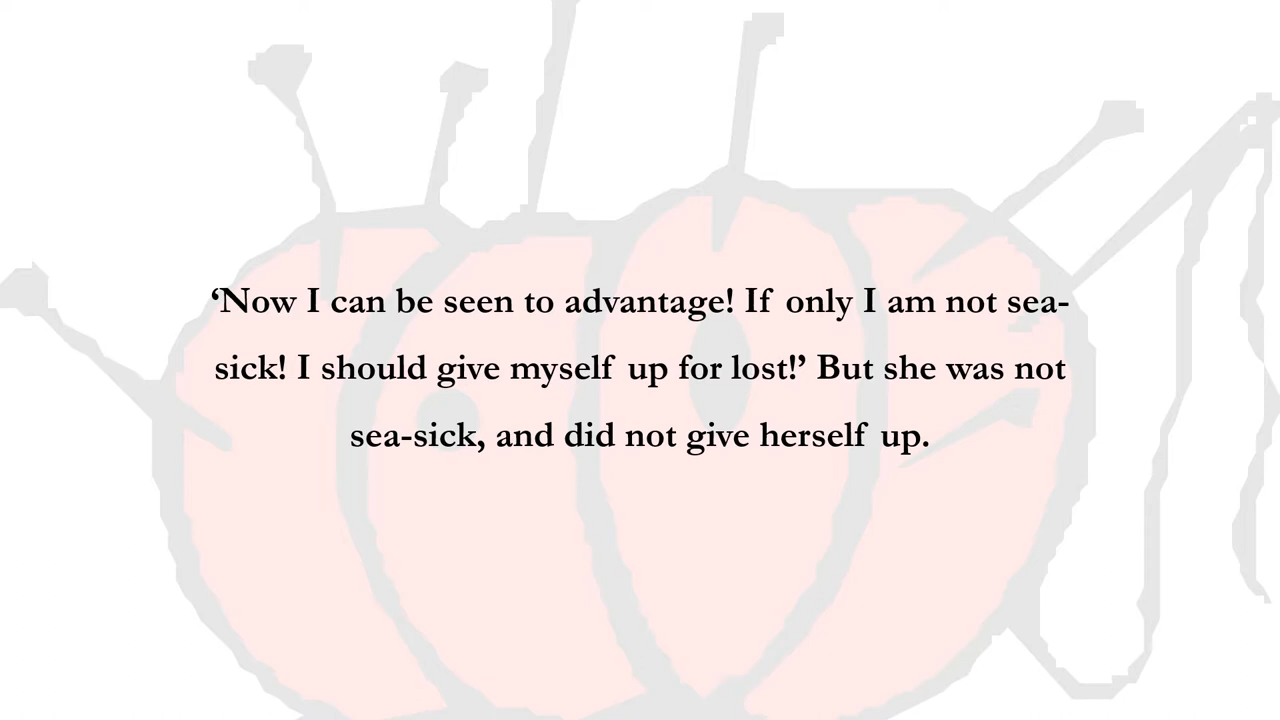 ‘Now I can be seen to advantage! If only I am not sea-
sick! I should give myself up for lost!’ But she was not
sea-sick, and did not give herself up.